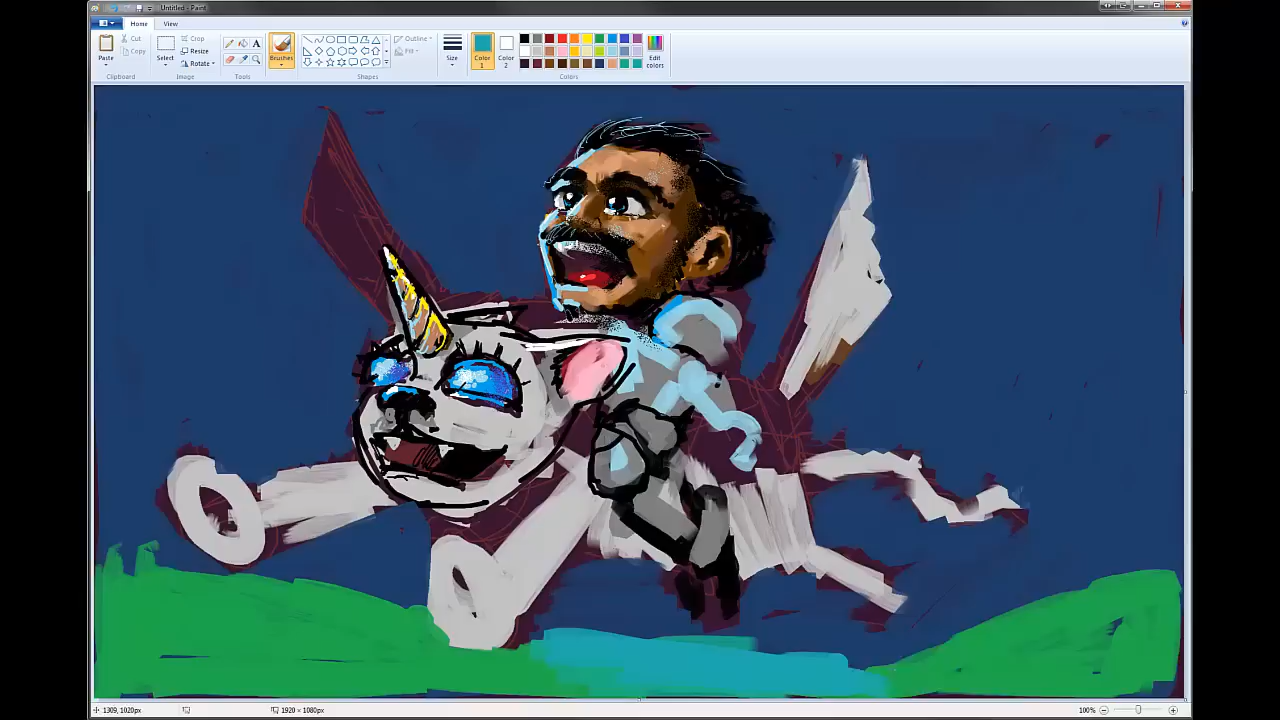 Untitled - Paint
Home View
Paste
Cut
Copy
Clipboard
Select
Crop
Resize
Rotate
Image
A
Tools
Brushes
Outline
Fill
Shapes
Size
Color 1
Color 2
Edit colors
Colors
1309, 1020px
1920 × 1080px
100%